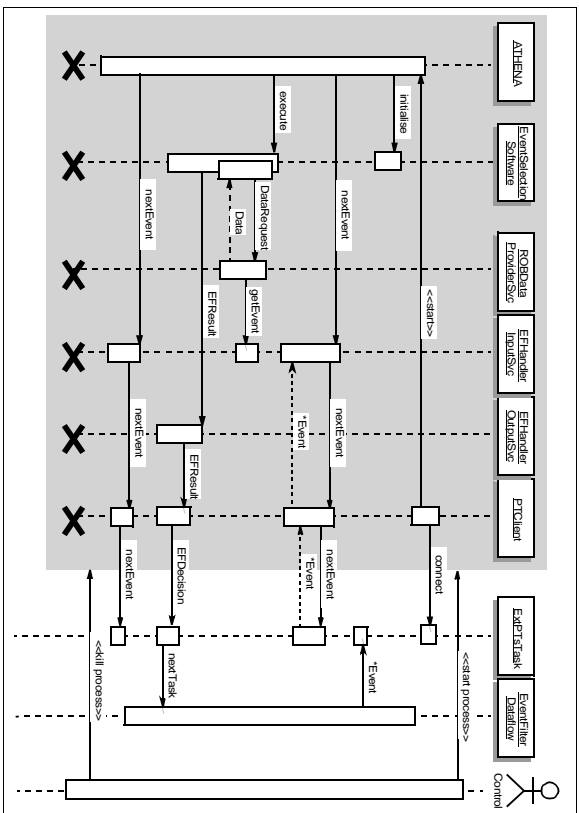 ATHENA
EventSelection
Software
ROBData
ProviderSvc
EFHandler
InputSvc
EFHandler
OutputSvc
PTClient
ExtPTsTask
EventFilter
Dataflow
Control
<<start process>>
connect
<<start>>
initialise
*Event
nextEvent
nextEvent
nextEvent
*Event
*Event
execute
DataRequest
getEvent
Data
EFResult
EFResult
EFDecision
nextTask
nextEvent
nextEvent
nextEvent
<<kill process>>